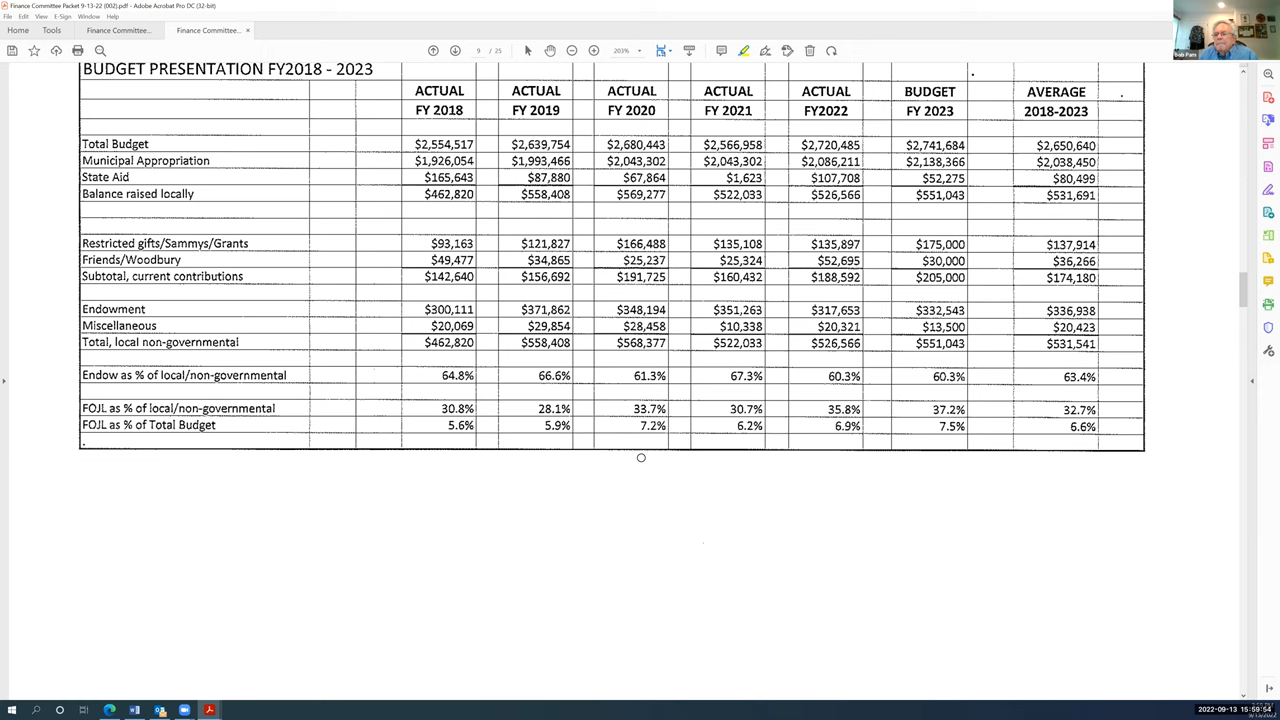 Finance Committee Packet 9-13-22 (002).pdf - Adobe Acrobat Pro DC (32-bit)
File Edit View E-Sign Window Help
Home Tools Finance Committee... Finance Committee... ×
9 / 25 203%
Bob Pam
BUDGET PRESENTATION FY2018 - 2023
ACTUAL ACTUAL ACTUAL ACTUAL ACTUAL BUDGET AVERAGE
FY 2018 FY 2019 FY 2020 FY 2021 FY2022 FY 2023 2018-2023
Total Budget $2,554,517 $2,639,754 $2,680,443 $2,566,958 $2,720,485 $2,741,684 $2,650,640
Municipal Appropriation $1,926,054 $1,993,466 $2,043,302 $2,043,302 $2,086,211 $2,138,366 $2,038,450
State Aid $165,643 $87,880 $67,864 $1,623 $107,708 $52,275 $80,499
Balance raised locally $462,820 $558,408 $569,277 $522,033 $526,566 $551,043 $531,691
Restricted gifts/Sammys/Grants $93,163 $121,827 $166,488 $135,108 $135,897 $175,000 $137,914
Friends/Woodbury $49,477 $34,865 $25,237 $25,324 $52,695 $30,000 $36,266
Subtotal, current contributions $142,640 $156,692 $191,725 $160,432 $188,592 $205,000 $174,180
Endowment $300,111 $371,862 $348,194 $351,263 $317,653 $332,543 $336,938
Miscellaneous $20,069 $29,854 $28,458 $10,338 $20,321 $13,500 $20,423
Total, local non-governmental $462,820 $558,408 $568,377 $522,033 $526,566 $551,043 $531,541
Endow as % of local/non-governmental 64.8% 66.6% 61.3% 67.3% 60.3% 60.3% 63.4%
FOJL as % of local/non-governmental 30.8% 28.1% 33.7% 30.7% 35.8% 37.2% 32.7%
FOJL as % of Total Budget 5.6% 5.9% 7.2% 6.2% 6.9% 7.5% 6.6%
2022-09-13 15:59:54